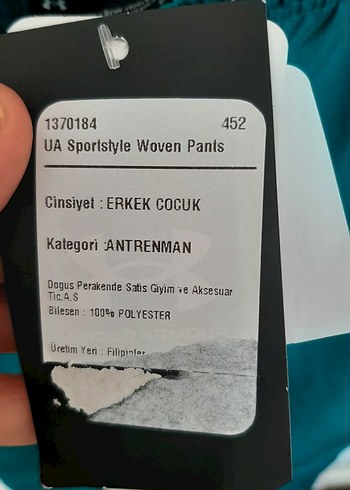 1370184 452
UA Sportstyle Woven Pants
Cinsiyet : ERKEK COCUK
Kategori :ANTRENMAN
Dogus Perakende Satis Giyim ve Aksesuar
Tic.A.S
Bilesen : 100% POLYESTER
Üretim Yeri : Filipinler